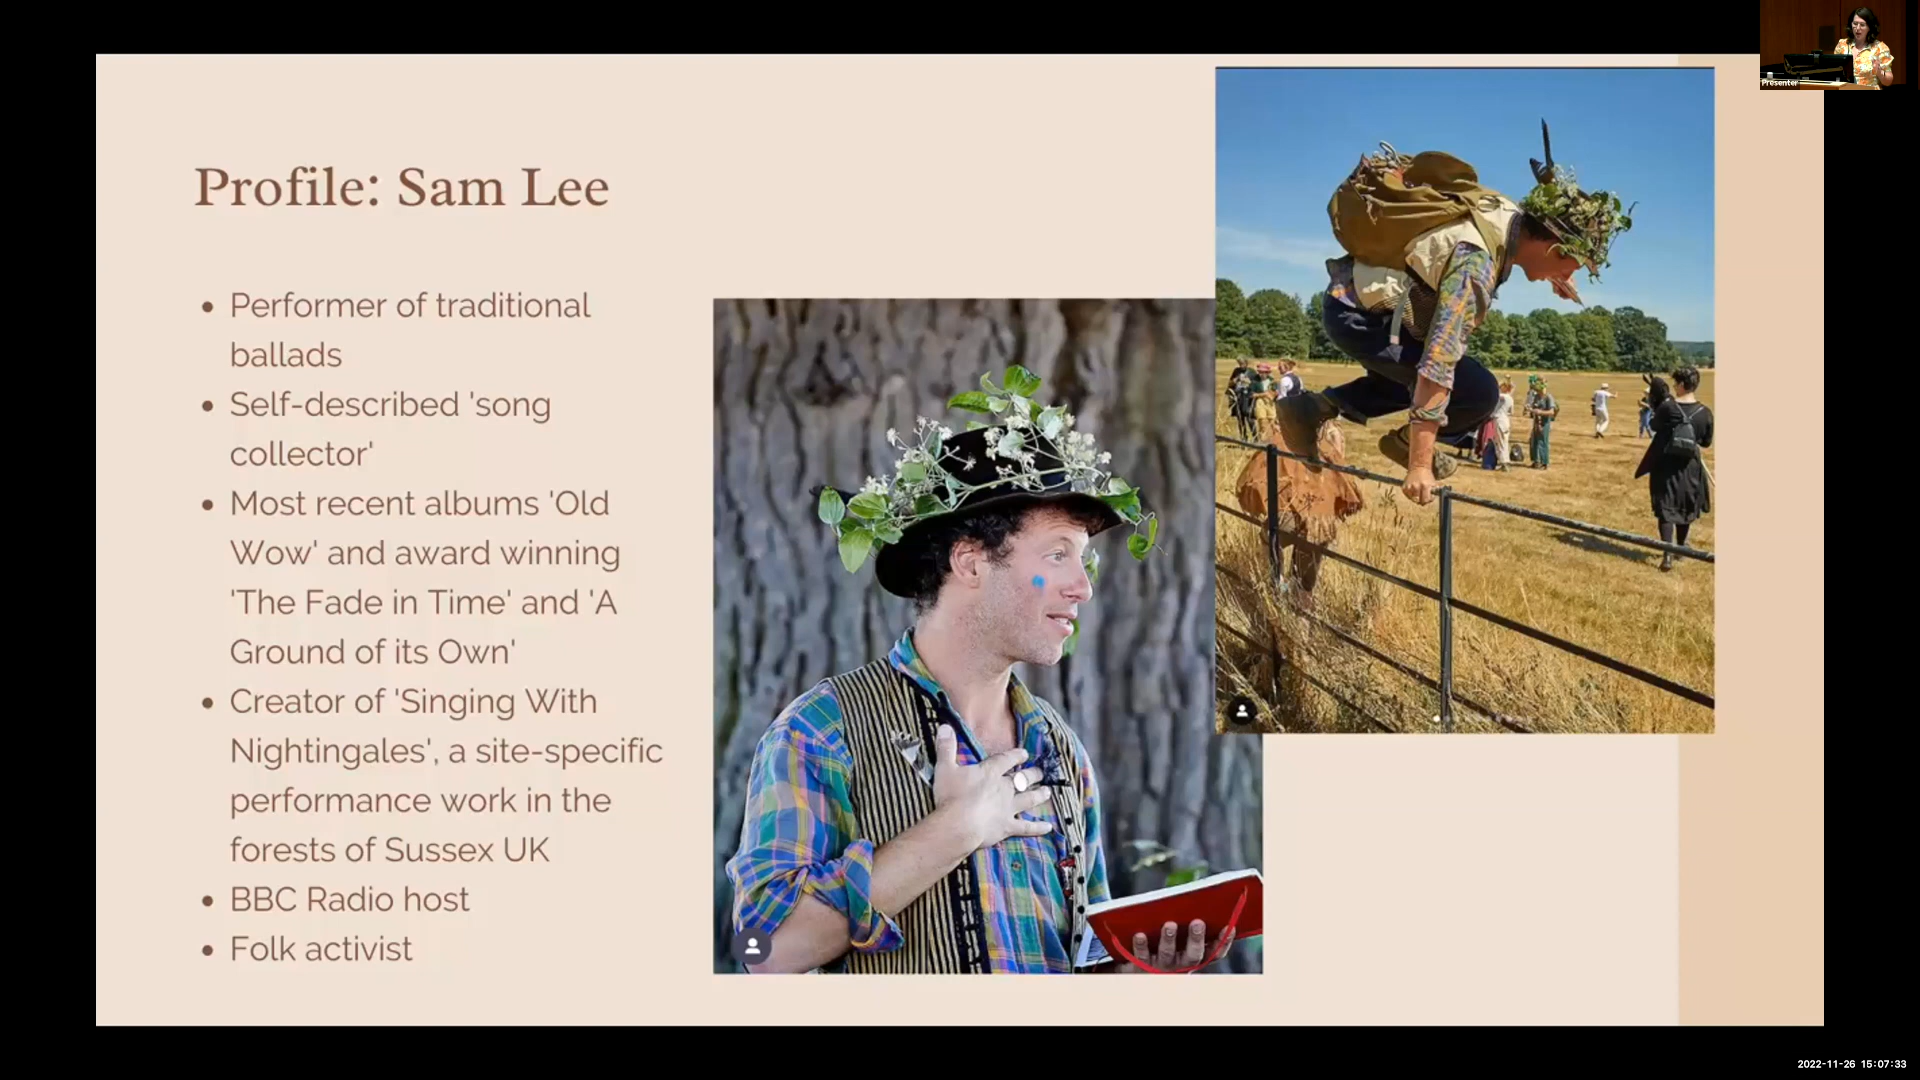 Presenter
Profile: Sam Lee
• Performer of traditional
ballads
• Self-described 'song
collector'
• Most recent albums 'Old
Wow' and award winning
'The Fade in Time' and 'A
Ground of its Own'
• Creator of 'Singing With
Nightingales', a site-specific
performance work in the
forests of Sussex UK
• BBC Radio host
• Folk activist
2022-11-26 15:07:33